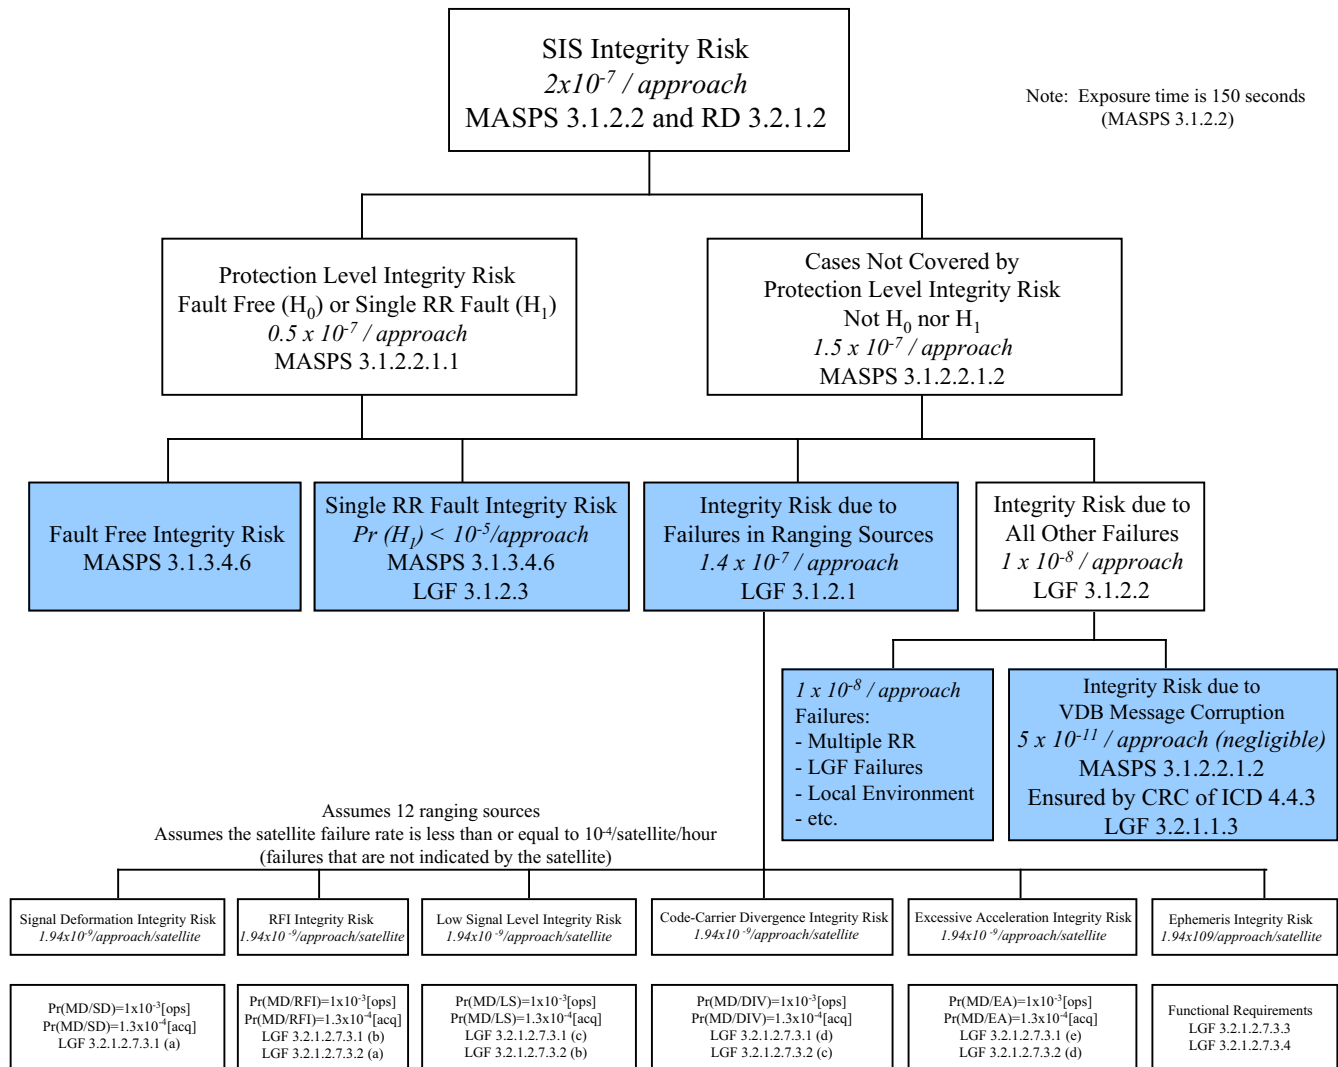 SIS Integrity Risk
2x10⁻⁷ / approach
MASPS 3.1.2.2 and RD 3.2.1.2
Note: Exposure time is 150 seconds
(MASPS 3.1.2.2)
Protection Level Integrity Risk
Fault Free (H₀) or Single RR Fault (H₁)
0.5 x 10⁻⁷ / approach
MASPS 3.1.2.2.1.1
Cases Not Covered by
Protection Level Integrity Risk
Not H₀ nor H₁
1.5 x 10⁻⁷ / approach
MASPS 3.1.2.2.1.2
Fault Free Integrity Risk
MASPS 3.1.3.4.6
Single RR Fault Integrity Risk
Pr (H₁) < 10⁻⁵/approach
MASPS 3.1.3.4.6
LGF 3.1.2.3
Integrity Risk due to
Failures in Ranging Sources
1.4 x 10⁻⁷ / approach
LGF 3.1.2.1
Integrity Risk due to
All Other Failures
1 x 10⁻⁸ / approach
LGF 3.1.2.2
1 x 10⁻⁸ / approach
Failures:
- Multiple RR
- LGF Failures
- Local Environment
- etc.
Integrity Risk due to
VDB Message Corruption
5 x 10⁻¹¹ / approach (negligible)
MASPS 3.1.2.2.1.2
Ensured by CRC of ICD 4.4.3
LGF 3.2.1.1.3
Assumes 12 ranging sources
Assumes the satellite failure rate is less than or equal to 10⁻⁴/satellite/hour
(failures that are not indicated by the satellite)
Signal Deformation Integrity Risk
1.94x10⁻⁹/approach/satellite
RFI Integrity Risk
1.94x10⁻⁹/approach/satellite
Low Signal Level Integrity Risk
1.94x10⁻⁹/approach/satellite
Code-Carrier Divergence Integrity Risk
1.94x10⁻⁹/approach/satellite
Excessive Acceleration Integrity Risk
1.94x10⁻⁹/approach/satellite
Ephemeris Integrity Risk
1.94x109/approach/satellite
Pr(MD/SD)=1x10⁻³[ops]
Pr(MD/SD)=1.3x10⁻⁴[acq]
LGF 3.2.1.2.7.3.1 (a)
Pr(MD/RFI)=1x10⁻³[ops]
Pr(MD/RFI)=1.3x10⁻⁴[acq]
LGF 3.2.1.2.7.3.1 (b)
LGF 3.2.1.2.7.3.2 (a)
Pr(MD/LS)=1x10⁻³[ops]
Pr(MD/LS)=1.3x10⁻⁴[acq]
LGF 3.2.1.2.7.3.1 (c)
LGF 3.2.1.2.7.3.2 (b)
Pr(MD/DIV)=1x10⁻³[ops]
Pr(MD/DIV)=1.3x10⁻⁴[acq]
LGF 3.2.1.2.7.3.1 (d)
LGF 3.2.1.2.7.3.2 (c)
Pr(MD/EA)=1x10⁻³[ops]
Pr(MD/EA)=1.3x10⁻⁴[acq]
LGF 3.2.1.2.7.3.1 (e)
LGF 3.2.1.2.7.3.2 (d)
Functional Requirements
LGF 3.2.1.2.7.3.3
LGF 3.2.1.2.7.3.4